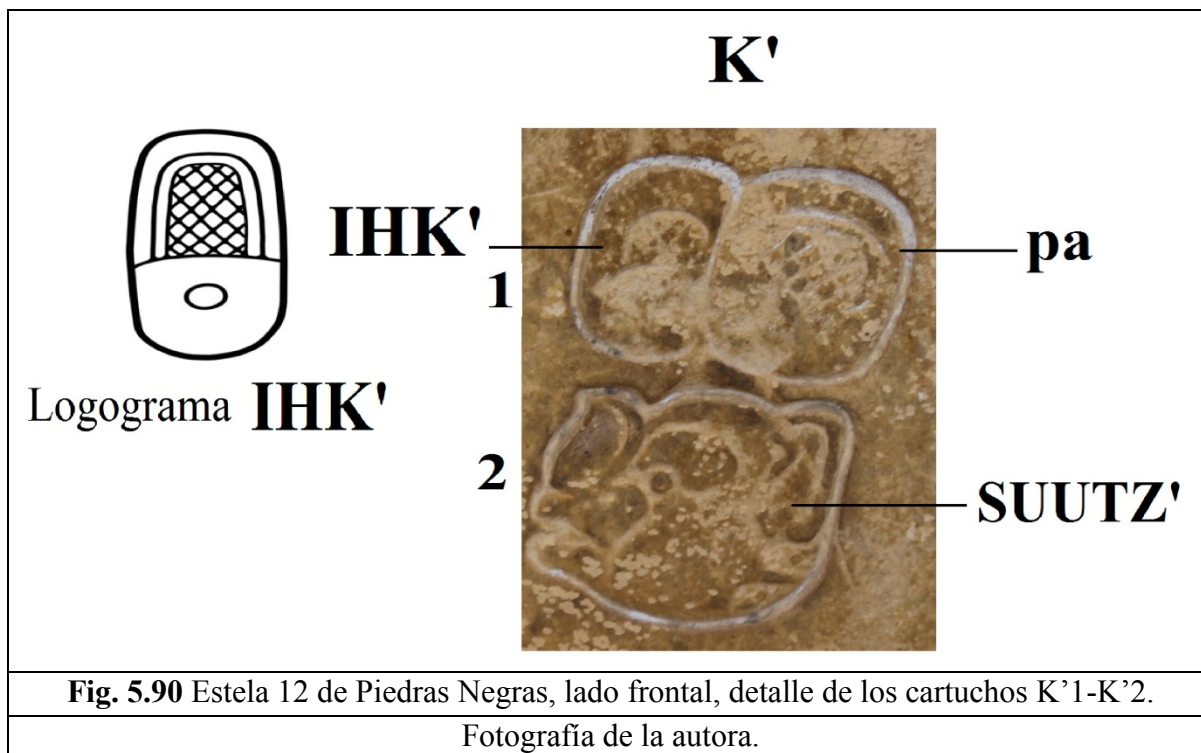 K'
IHK'
1
pa
Logograma IHK'
2
SUUTZ'
Fig. 5.90 Estela 12 de Piedras Negras, lado frontal, detalle de los cartuchos K’1-K’2.
Fotografía de la autora.